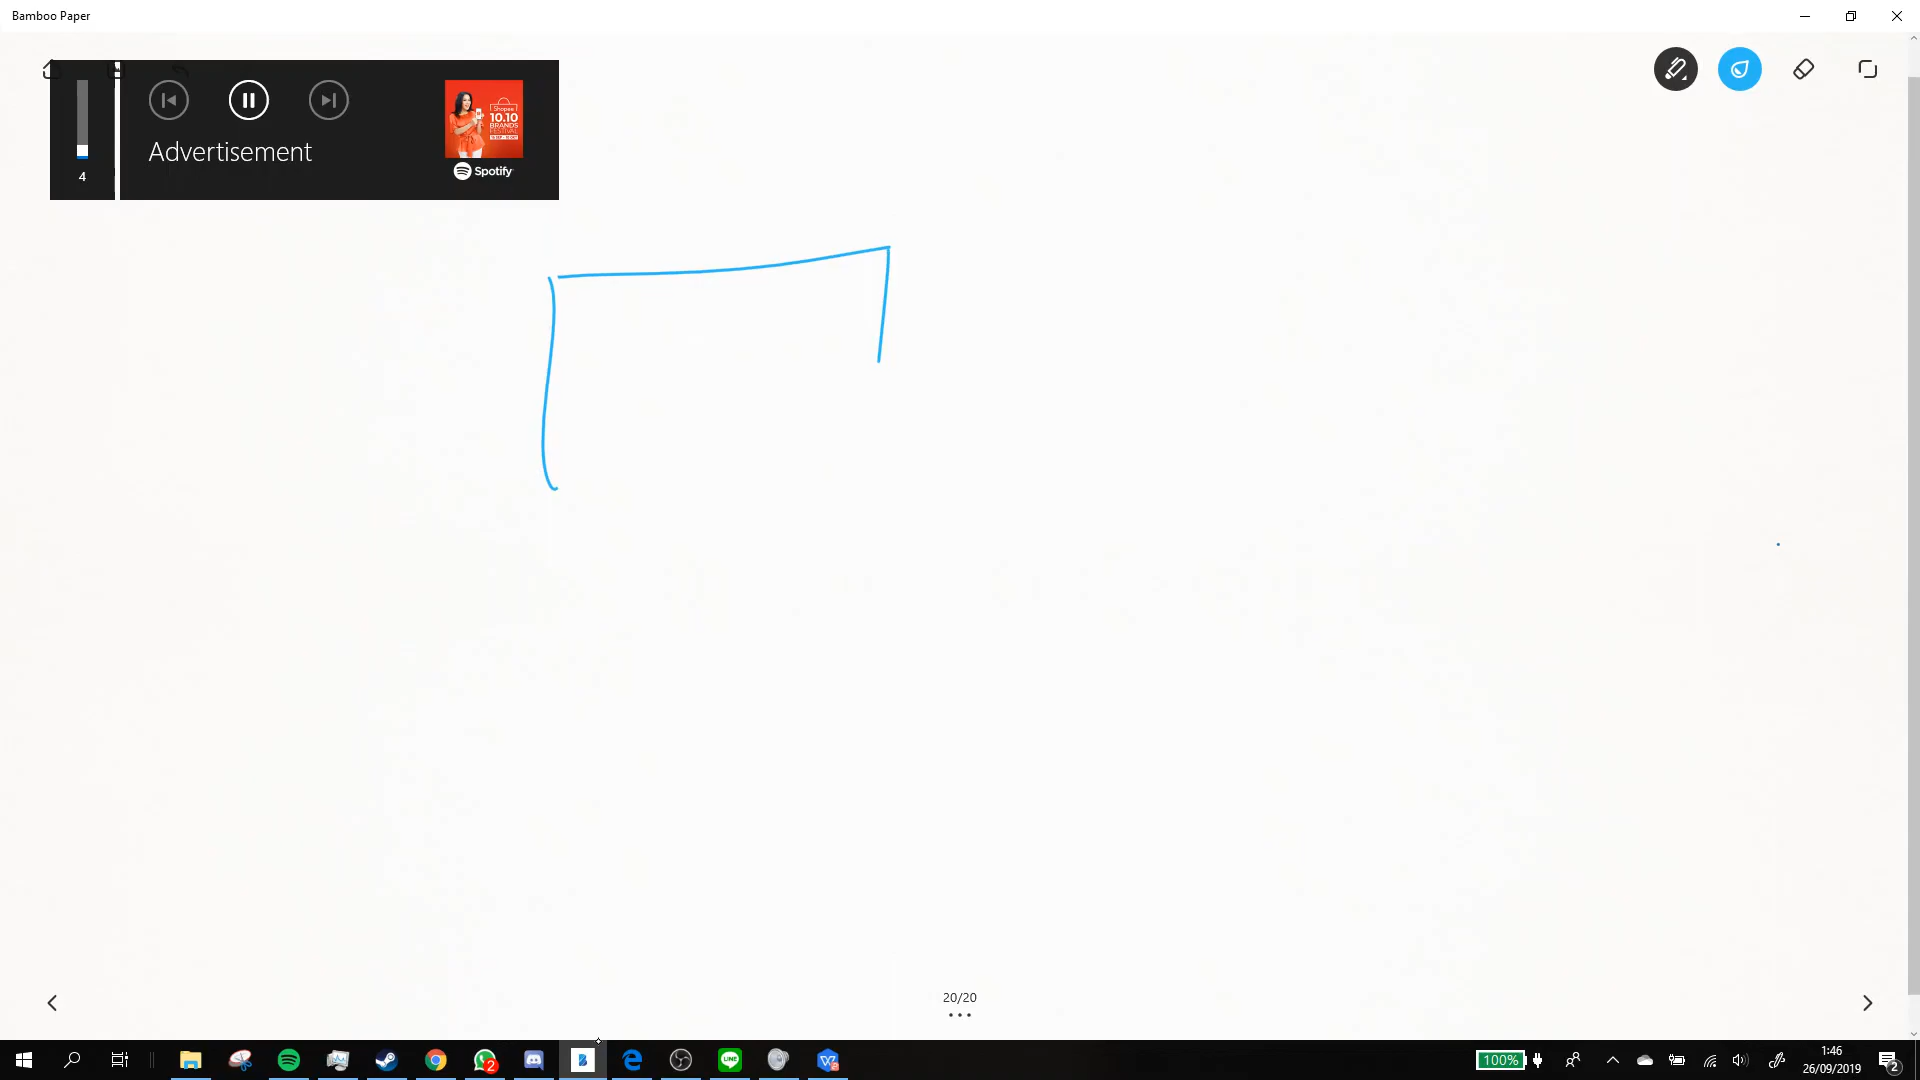 Bamboo Paper
Advertisement
4
Shopee
10.10
BRANDS
FESTIVAL
Spotify
20/20
2
100%
1:46
26/09/2019
2